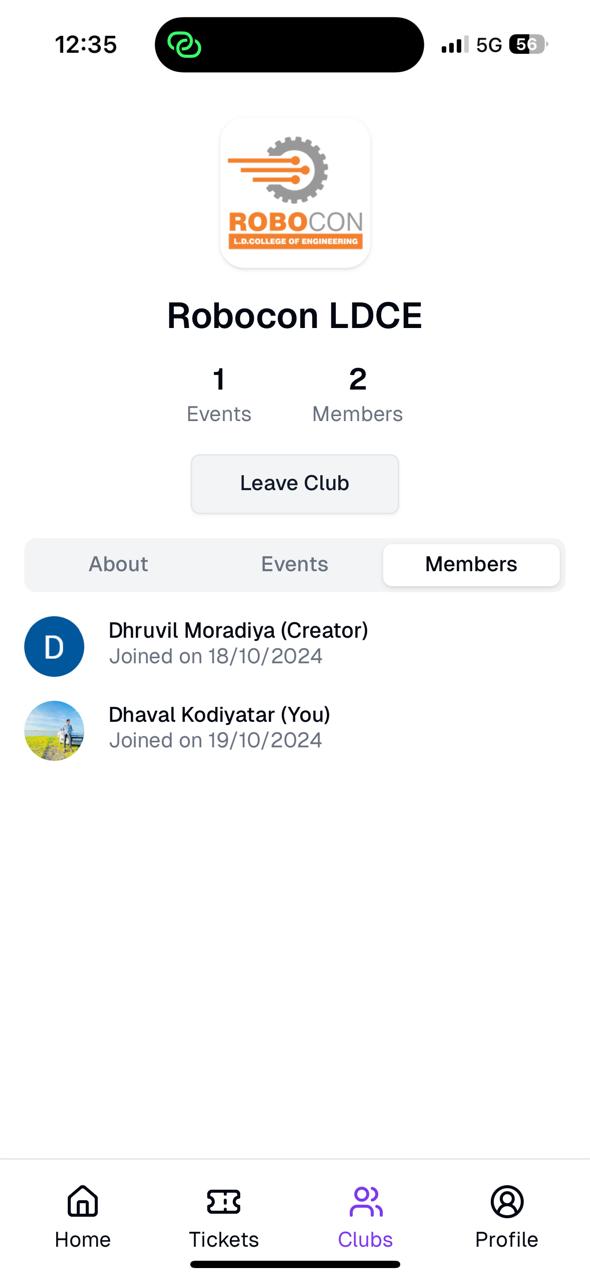 12:35
5G 56
ROBOCON
L.D.COLLEGE OF ENGINEERING
Robocon LDCE
1 2
Events Members
Leave Club
About Events Members
D
Dhruvil Moradiya (Creator)
Joined on 18/10/2024
Dhaval Kodiyatar (You)
Joined on 19/10/2024
Home Tickets Clubs Profile